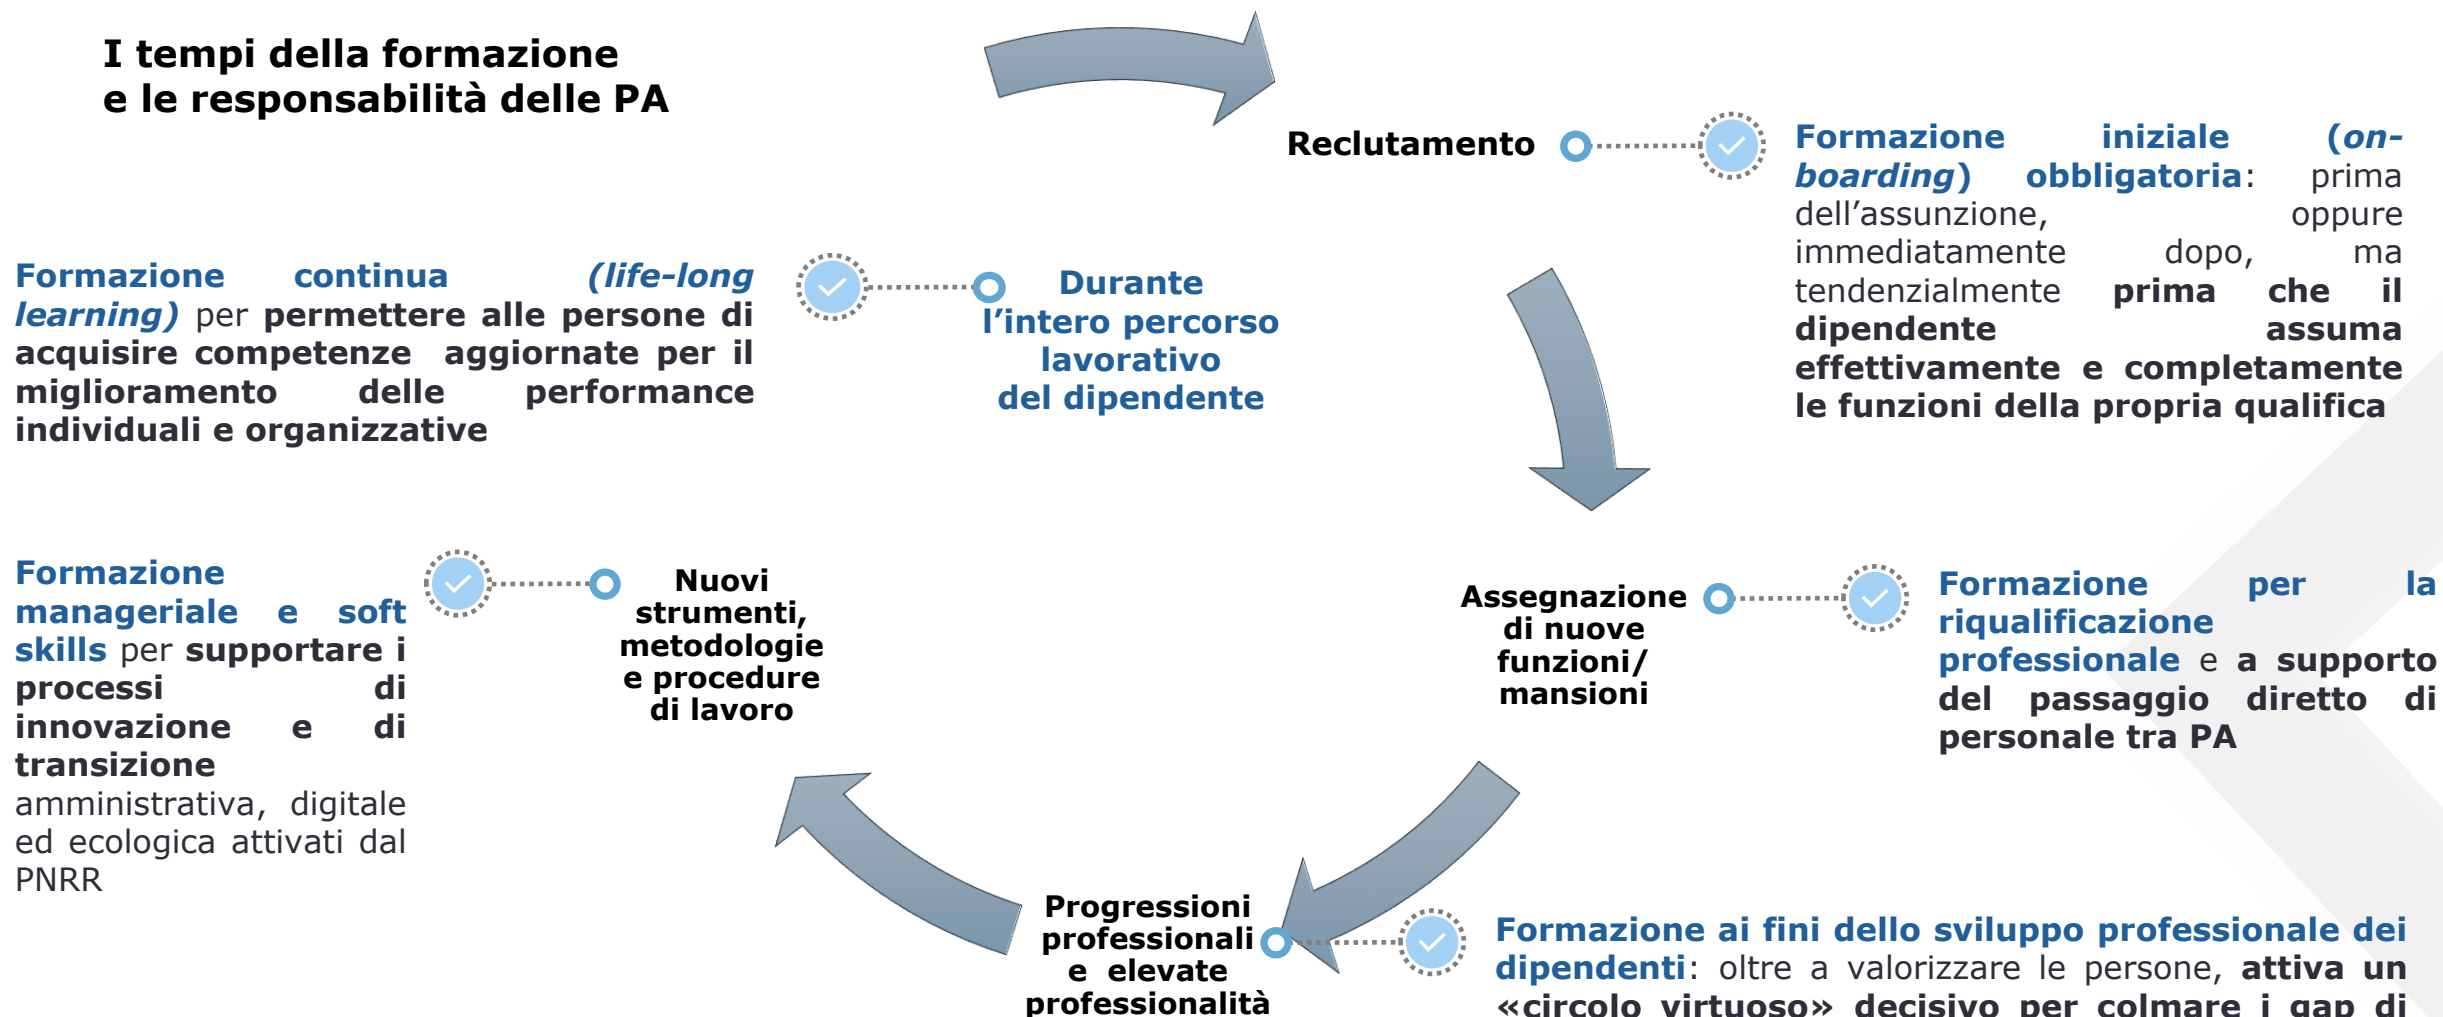 I tempi della formazione
e le responsabilità delle PA
Reclutamento
Formazione iniziale (on-
boarding) obbligatoria: prima
dell’assunzione, oppure
immediatamente dopo, ma
tendenzialmente prima che il
dipendente assuma
effettivamente e completamente
le funzioni della propria qualifica
Formazione continua (life-long
learning) per permettere alle persone di
acquisire competenze aggiornate per il
miglioramento delle performance
individuali e organizzative
Durante
l’intero percorso
lavorativo
del dipendente
Formazione
manageriale e soft
skills per supportare i
processi di
innovazione e di
transizione
amministrativa, digitale
ed ecologica attivati dal
PNRR
Nuovi
strumenti,
metodologie
e procedure
di lavoro
Assegnazione
di nuove
funzioni/
mansioni
Formazione per la
riqualificazione
professionale e a supporto
del passaggio diretto di
personale tra PA
Progressioni
professionali
e elevate
professionalità
Formazione ai fini dello sviluppo professionale dei
dipendenti: oltre a valorizzare le persone, attiva un
«circolo virtuoso» decisivo per colmare i gap di